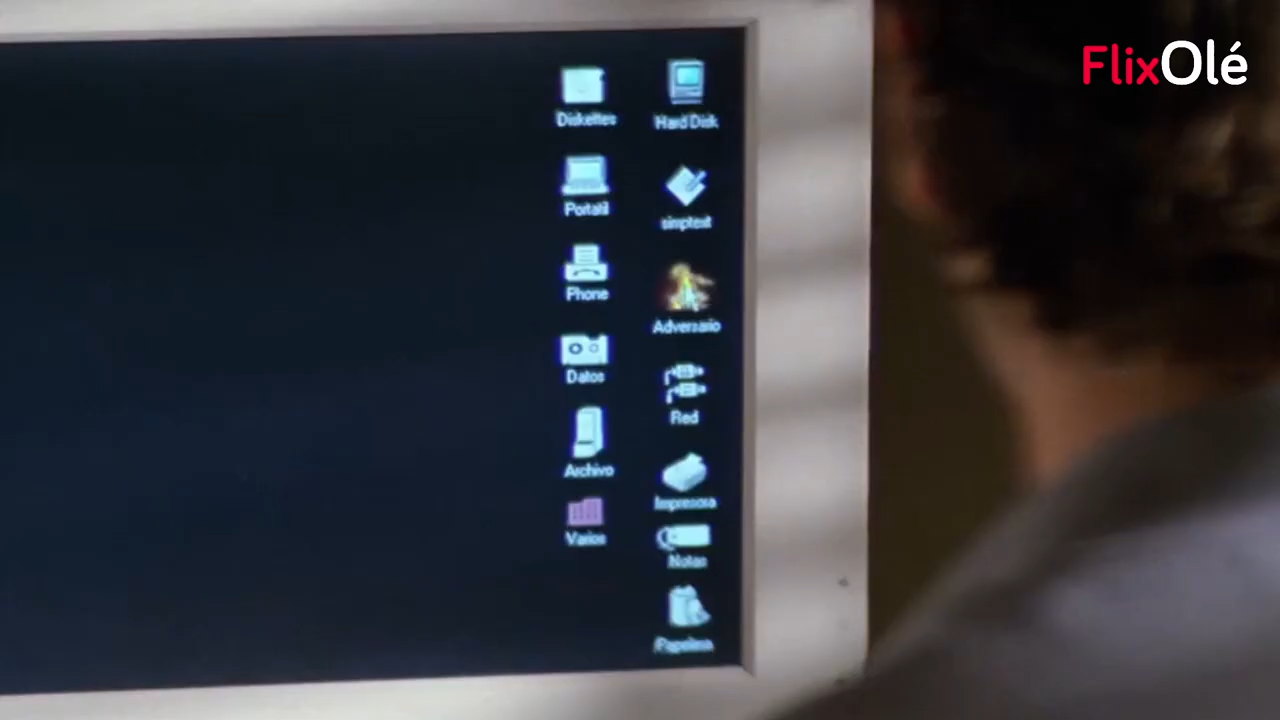 FlixOlé
Diskettes
Hard Disk
Portatil
simptext
Phone
Adversario
Datos
Red
Archivo
Impresora
Varios
Notas
Papelera